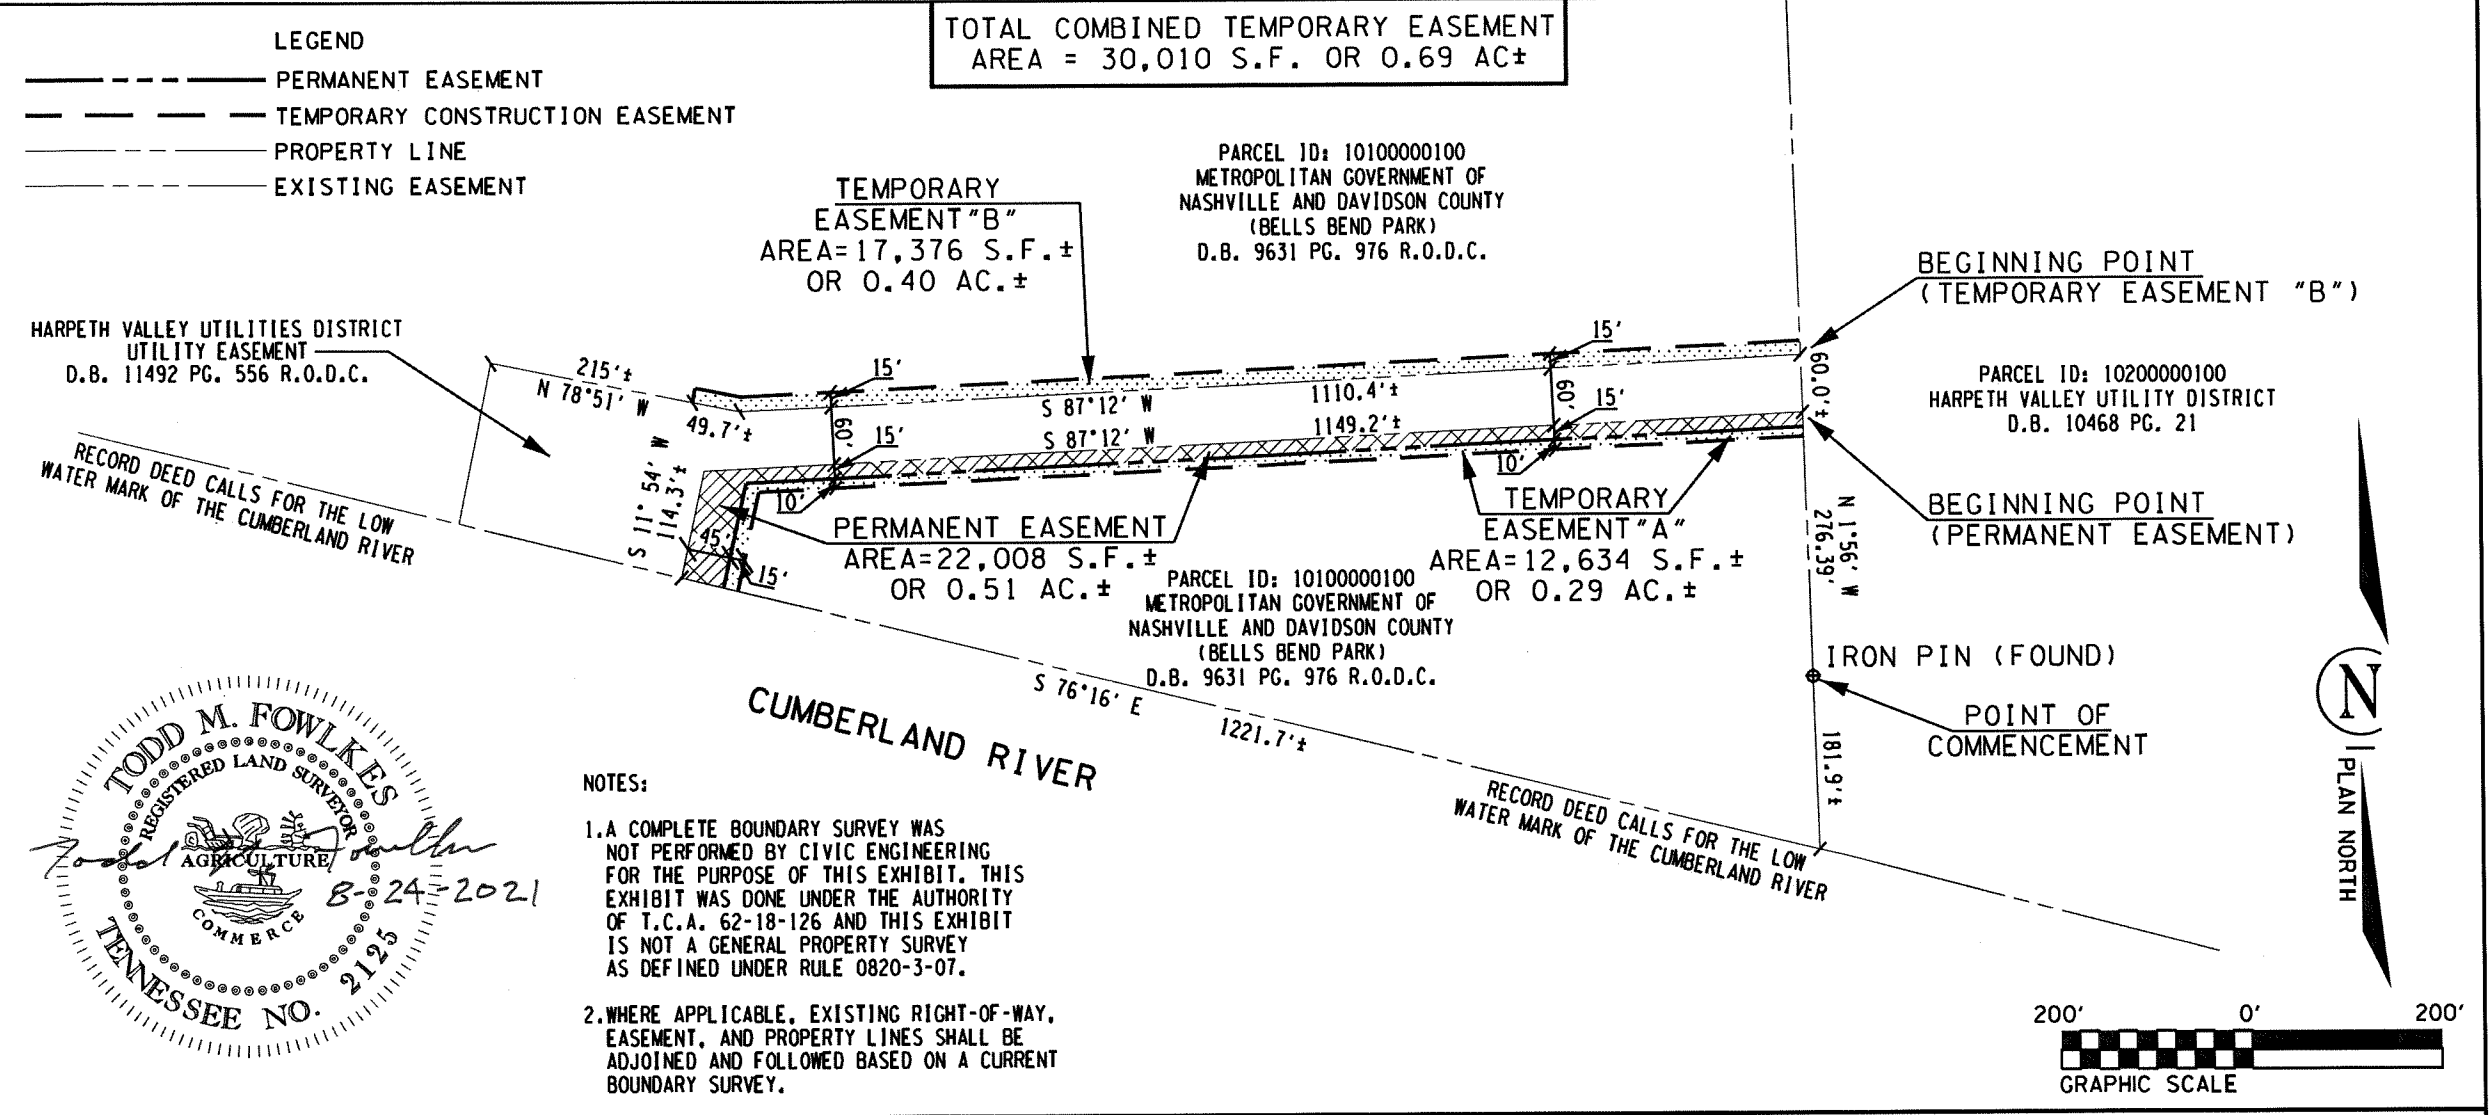 LEGEND
PERMANENT EASEMENT
TEMPORARY CONSTRUCTION EASEMENT
PROPERTY LINE
EXISTING EASEMENT
TOTAL COMBINED TEMPORARY EASEMENT
AREA = 30,010 S.F. OR 0.69 AC±
TEMPORARY
EASEMENT "B"
AREA=17,376 S.F.±
OR 0.40 AC.±
PARCEL ID: 10100000100
METROPOLITAN GOVERNMENT OF
NASHVILLE AND DAVIDSON COUNTY
(BELLS BEND PARK)
D.B. 9631 PG. 976 R.O.D.C.
BEGINNING POINT
(TEMPORARY EASEMENT "B")
HARPETH VALLEY UTILITIES DISTRICT
UTILITY EASEMENT
D.B. 11492 PG. 556 R.O.D.C.
215'±
N 78°51' W
49.7'±
15'
60'
15'
10'
S 87°12' W
1110.4'±
S 87°12' W
1149.2'±
15'
60'
15'
10'
60.0'±
PARCEL ID: 10200000100
HARPETH VALLEY UTILITY DISTRICT
D.B. 10468 PG. 21
RECORD DEED CALLS FOR THE LOW
WATER MARK OF THE CUMBERLAND RIVER
S 11°54' W
114.3'±
45'
15'
PERMANENT EASEMENT
AREA=22,008 S.F.±
OR 0.51 AC.±
TEMPORARY
EASEMENT "A"
AREA=12,634 S.F.±
OR 0.29 AC.±
BEGINNING POINT
(PERMANENT EASEMENT)
N 1°56' W
276.39'
PARCEL ID: 10100000100
METROPOLITAN GOVERNMENT OF
NASHVILLE AND DAVIDSON COUNTY
(BELLS BEND PARK)
D.B. 9631 PG. 976 R.O.D.C.
IRON PIN (FOUND)
POINT OF
COMMENCEMENT
181.9'±
S 76°16' E
1221.7'±
CUMBERLAND RIVER
RECORD DEED CALLS FOR THE LOW
WATER MARK OF THE CUMBERLAND RIVER
N
PLAN NORTH
TODD M. FOWLKES
REGISTERED LAND SURVEYOR
AGRICULTURE
COMMERCE
TENNESSEE NO. 2125
Todd M. Fowlkes
8-24-2021
NOTES:
1.A COMPLETE BOUNDARY SURVEY WAS
NOT PERFORMED BY CIVIC ENGINEERING
FOR THE PURPOSE OF THIS EXHIBIT. THIS
EXHIBIT WAS DONE UNDER THE AUTHORITY
OF T.C.A. 62-18-126 AND THIS EXHIBIT
IS NOT A GENERAL PROPERTY SURVEY
AS DEFINED UNDER RULE 0820-3-07.
2.WHERE APPLICABLE, EXISTING RIGHT-OF-WAY,
EASEMENT, AND PROPERTY LINES SHALL BE
ADJOINED AND FOLLOWED BASED ON A CURRENT
BOUNDARY SURVEY.
200' 0' 200'
GRAPHIC SCALE